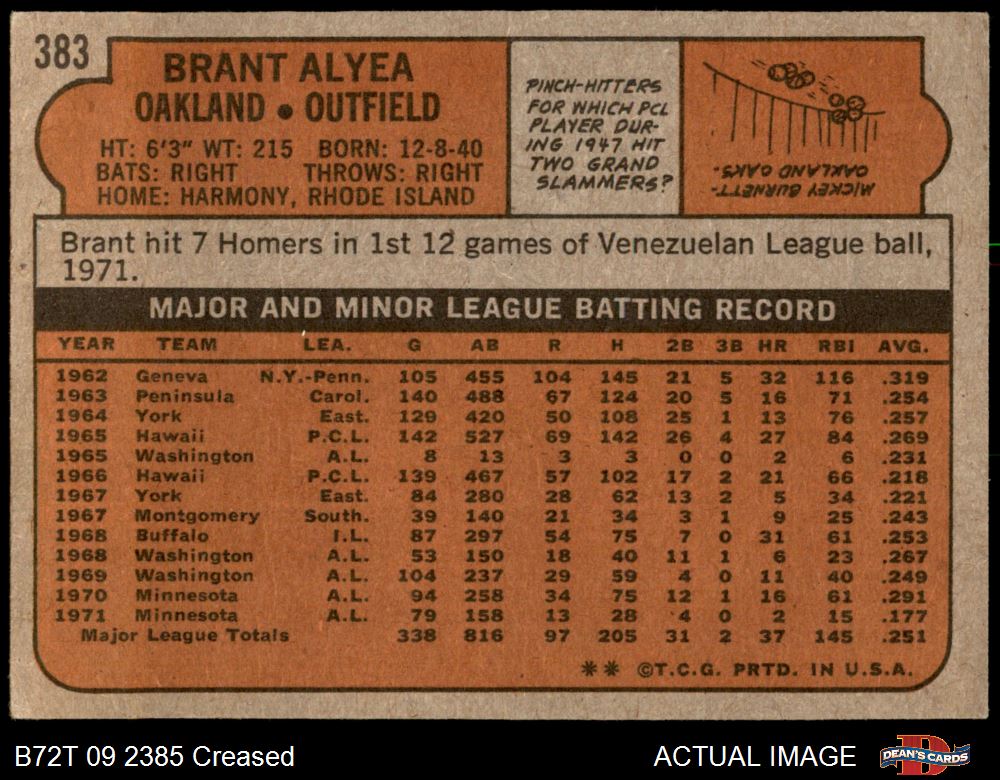 383
BRANT ALYEA
OAKLAND • OUTFIELD
HT: 6'3" WT: 215 BORN: 12-8-40
BATS: RIGHT THROWS: RIGHT
HOME: HARMONY, RHODE ISLAND
PINCH-HITTERS
FOR WHICH PCL
PLAYER DUR-
ING 1947 HIT
TWO GRAND
SLAMMERS?
MICKEY BURNETT-
OAKLAND OAKS.
Brant hit 7 Homers in 1st 12 games of Venezuelan League ball,
1971.
MAJOR AND MINOR LEAGUE BATTING RECORD
YEAR TEAM LEA. G AB R H 2B 3B HR RBI AVG.
1962 Geneva N.Y.-Penn. 105 455 104 145 21 5 32 116 .319
1963 Peninsula Carol. 140 488 67 124 20 5 16 71 .254
1964 York East. 129 420 50 108 25 1 13 76 .257
1965 Hawaii P.C.L. 142 527 69 142 26 4 27 84 .269
1965 Washington A.L. 8 13 3 3 0 0 2 6 .231
1966 Hawaii P.C.L. 139 467 57 102 17 2 21 66 .218
1967 York East. 84 280 28 62 13 2 5 34 .221
1967 Montgomery South. 39 140 21 34 3 1 9 25 .243
1968 Buffalo I.L. 87 297 54 75 7 0 31 61 .253
1968 Washington A.L. 53 150 18 40 11 1 6 23 .267
1969 Washington A.L. 104 237 29 59 4 0 11 40 .249
1970 Minnesota A.L. 94 258 34 75 12 1 16 61 .291
1971 Minnesota A.L. 79 158 13 28 4 0 2 15 .177
Major League Totals 338 816 97 205 31 2 37 145 .251
** ©T.C.G. PRTD. IN U.S.A.
B72T 09 2385 Creased
ACTUAL IMAGE
DEAN'S CARDS